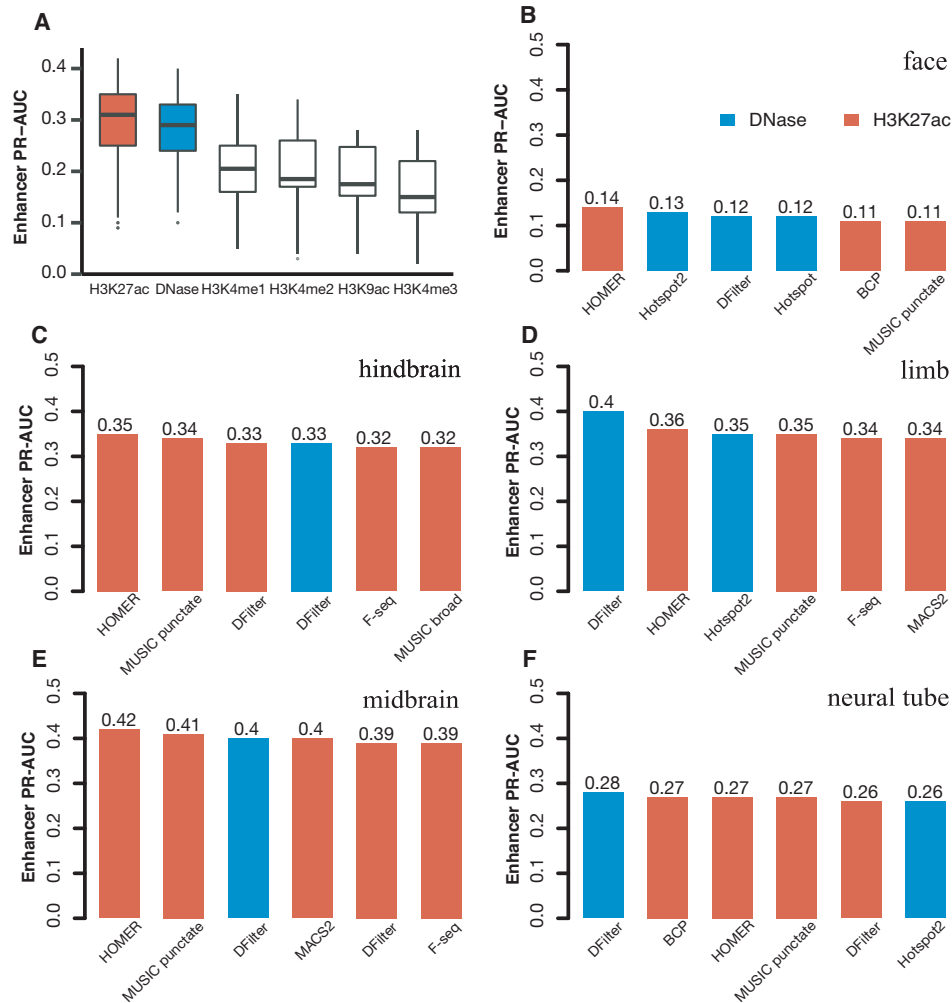 A
Enhancer PR−AUC
0.4
0.3
0.2
0.1
0.0
H3K27ac DNase H3K4me1 H3K4me2 H3K9ac H3K4me3
B
face
Enhancer PR-AUC
0.5
0.4
0.3
0.2
0.1
0.0
DNase H3K27ac
0.14 0.13 0.12 0.12 0.11 0.11
HOMER Hotspot2 DFilter Hotspot BCP MUSIC punctate
C
hindbrain
Enhancer PR-AUC
0.5
0.4
0.3
0.2
0.1
0.0
0.35 0.34 0.33 0.33 0.32 0.32
HOMER MUSIC punctate DFilter DFilter F-seq MUSIC broad
D
limb
Enhancer PR-AUC
0.5
0.4
0.3
0.2
0.1
0.0
0.4 0.36 0.35 0.35 0.34 0.34
DFilter HOMER Hotspot2 MUSIC punctate F-seq MACS2
E
midbrain
Enhancer PR-AUC
0.5
0.4
0.3
0.2
0.1
0.0
0.42 0.41 0.4 0.4 0.39 0.39
HOMER MUSIC punctate DFilter MACS2 DFilter F-seq
F
neural tube
Enhancer PR-AUC
0.5
0.4
0.3
0.2
0.1
0.0
0.28 0.27 0.27 0.27 0.26 0.26
DFilter BCP HOMER MUSIC punctate DFilter Hotspot2